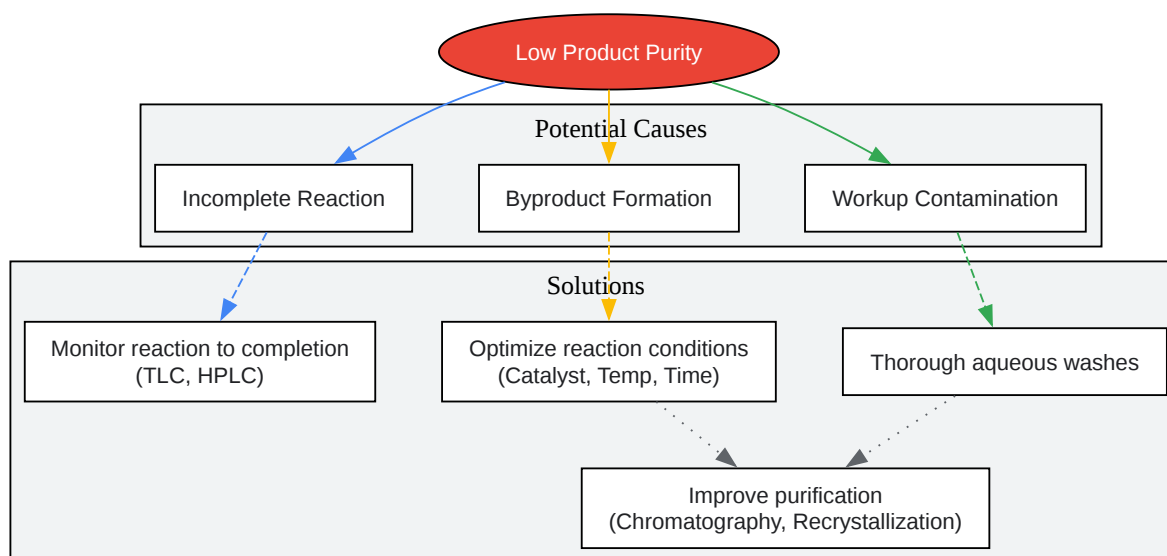 Low Product Purity
Potential Causes
Incomplete Reaction
Byproduct Formation
Workup Contamination
Solutions
Monitor reaction to completion
(TLC, HPLC)
Optimize reaction conditions
(Catalyst, Temp, Time)
Thorough aqueous washes
Improve purification
(Chromatography, Recrystallization)